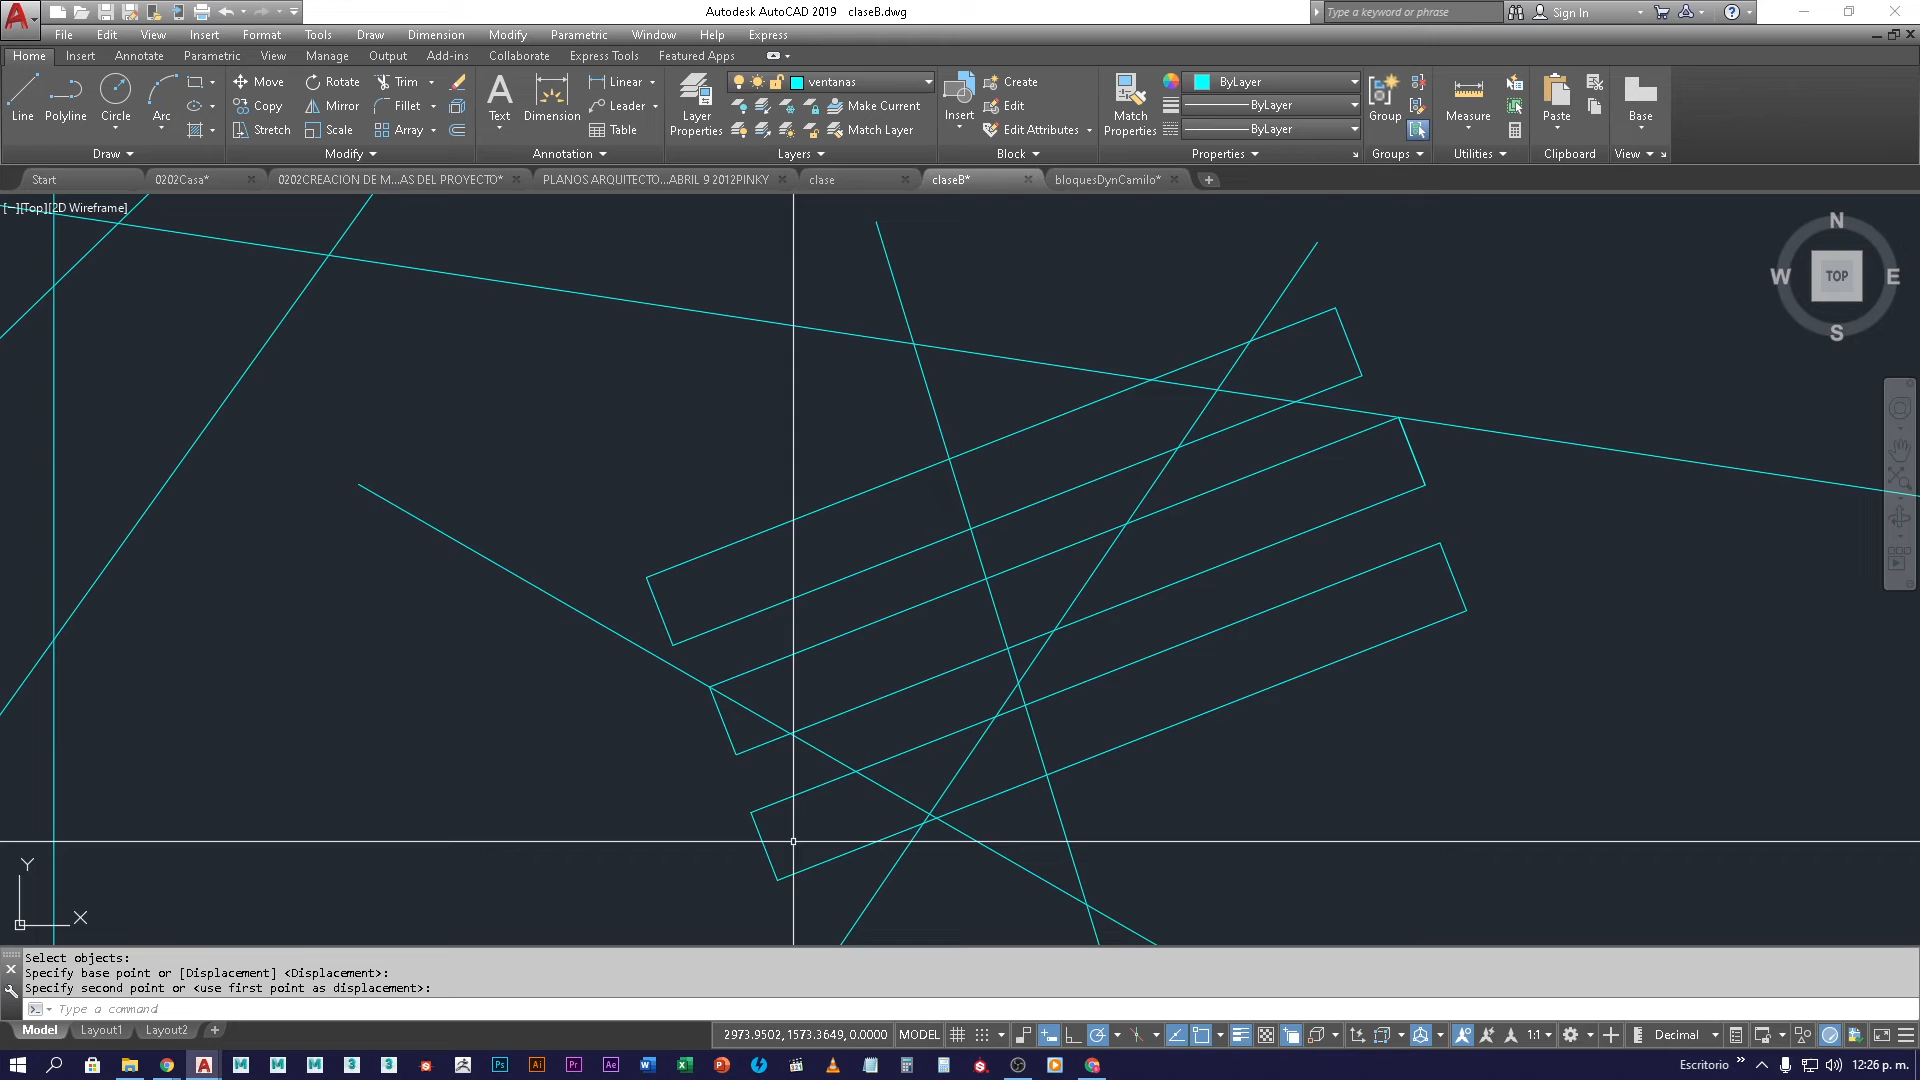 Autodesk AutoCAD 2019 claseB.dwg
Type a keyword or phrase
Sign In
File Edit View Insert Format Tools Draw Dimension Modify Parametric Window Help Express
Home Insert Annotate Parametric View Manage Output Add-ins Collaborate Express Tools Featured Apps
Line Polyline Circle Arc
Move Rotate Trim
Copy Mirror Fillet
Stretch Scale Array
Text Dimension
Linear
Leader
Table
Layer Properties
ventanas
Make Current
Match Layer
Insert
Create
Edit
Edit Attributes
Match Properties
ByLayer
ByLayer
ByLayer
Group
Measure
Paste
Base
Draw Modify Annotation Layers Block Properties Groups Utilities Clipboard View
Start 0202Casa* 0202CREACION DE M...AS DEL PROYECTO* PLANOS ARQUITECTO...ABRIL 9 2012PINKY clase claseB* bloquesDynCamilo*
[−][Top][2D Wireframe]
N
W TOP E
S
Y
X
Select objects:
Specify base point or [Displacement] <Displacement>:
Specify second point or <use first point as displacement>:
Type a command
Model Layout1 Layout2
2973.9502, 1573.3649, 0.0000 MODEL 1:1 Decimal
Escritorio 12:26 p. m.